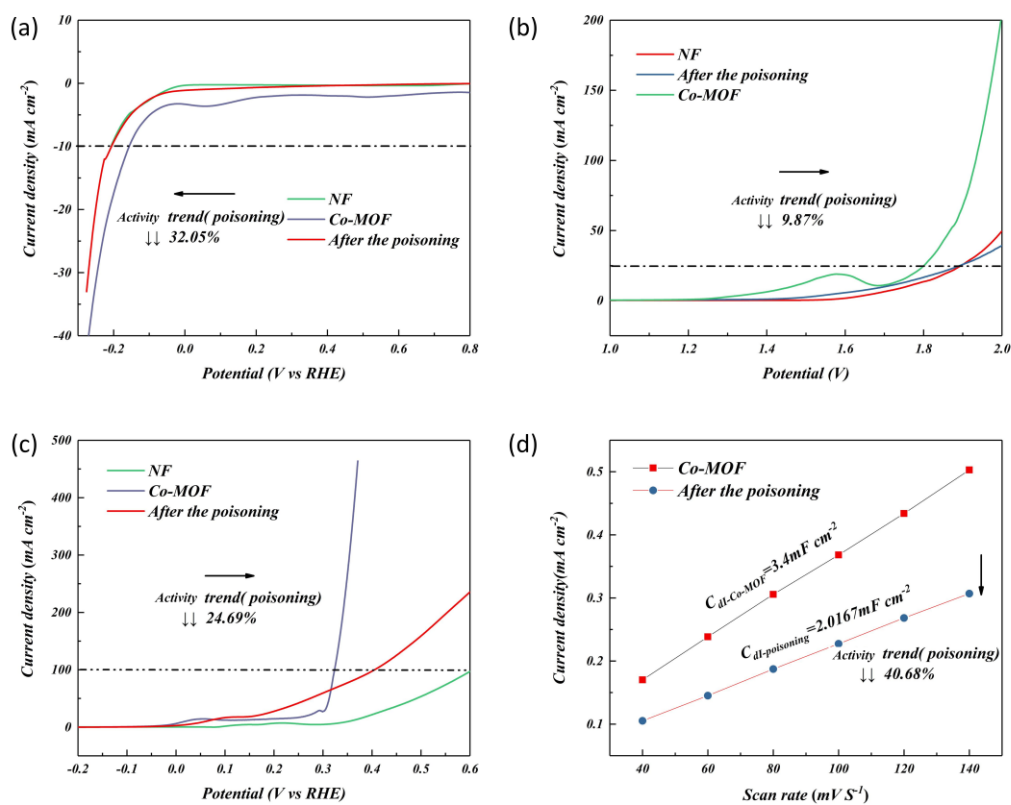 (a)
10
0
-10
-20
-30
-40
-0.2
0.0
0.2
0.4
0.6
0.8
Current density (mA cm⁻²)
Potential (V vs RHE)
Activity trend( poisoning)
↓↓ 32.05%
NF
Co-MOF
After the poisoning
(b)
200
150
100
50
0
1.0
1.2
1.4
1.6
1.8
2.0
Current density (mA cm⁻²)
Potential (V)
NF
After the poisoning
Co-MOF
Activity trend( poisoning)
↓↓ 9.87%
(c)
500
450
400
350
300
250
200
150
100
50
0
-0.2
-0.1
0.0
0.1
0.2
0.3
0.4
0.5
0.6
Current density (mA cm⁻²)
Potential (V vs RHE)
NF
Co-MOF
After the poisoning
Activity trend( poisoning)
↓↓ 24.69%
(d)
0.5
0.4
0.3
0.2
0.1
40
60
80
100
120
140
Current density(mA cm⁻²)
Scan rate (mV S⁻¹)
Co-MOF
After the poisoning
C dl-Co-MOF=3.4mF cm⁻²
C dl-poisoning=2.0167mF cm⁻²
Activity trend( poisoning)
↓↓ 40.68%